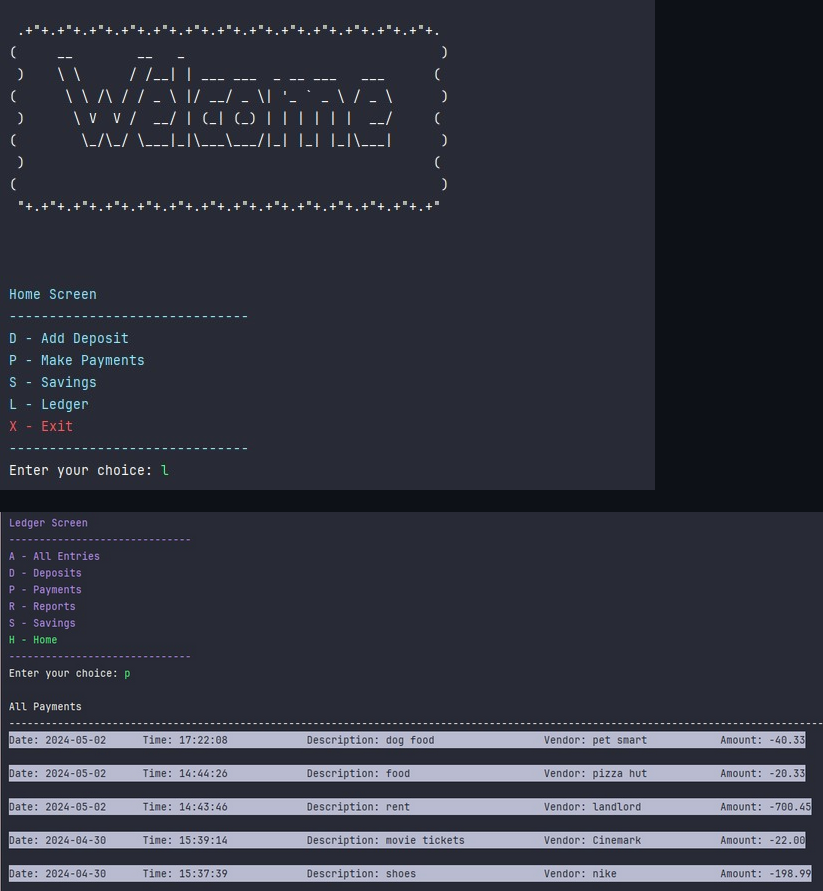 .+"+.+"+.+"+.+"+.+"+.+"+.+"+.+"+.+"+.+"+.+"+.+"+.
(     __        __   _                                )
 )    \ \      / /__| | ___ ___  _ __ ___   ___      (
(      \ \ /\ / / _ \ |/ __/ _ \| '_ ` _ \ / _ \      )
 )      \ V  V /  __/ | (_| (_) | | | | | |  __/     (
(        \_/\_/ \___|_|\___\___/|_| |_| |_|\___|      )
 )                                                   (
(                                                     )
 "+.+"+.+"+.+"+.+"+.+"+.+"+.+"+.+"+.+"+.+"+.+"+.+"+.+"
Home Screen
------------------------------
D - Add Deposit
P - Make Payments
S - Savings
L - Ledger
X - Exit
------------------------------
Enter your choice: l
Ledger Screen
------------------------------
A - All Entries
D - Deposits
P - Payments
R - Reports
S - Savings
H - Home
------------------------------
Enter your choice: p
All Payments
--------------------------------------------------------------------------------------------------------------------------------------
Date: 2024-05-02 Time: 17:22:08 Description: dog food Vendor: pet smart Amount: -40.33
Date: 2024-05-02 Time: 14:44:26 Description: food Vendor: pizza hut Amount: -20.33
Date: 2024-05-02 Time: 14:43:46 Description: rent Vendor: landlord Amount: -700.45
Date: 2024-04-30 Time: 15:39:14 Description: movie tickets Vendor: Cinemark Amount: -22.00
Date: 2024-04-30 Time: 15:37:39 Description: shoes Vendor: nike Amount: -198.99